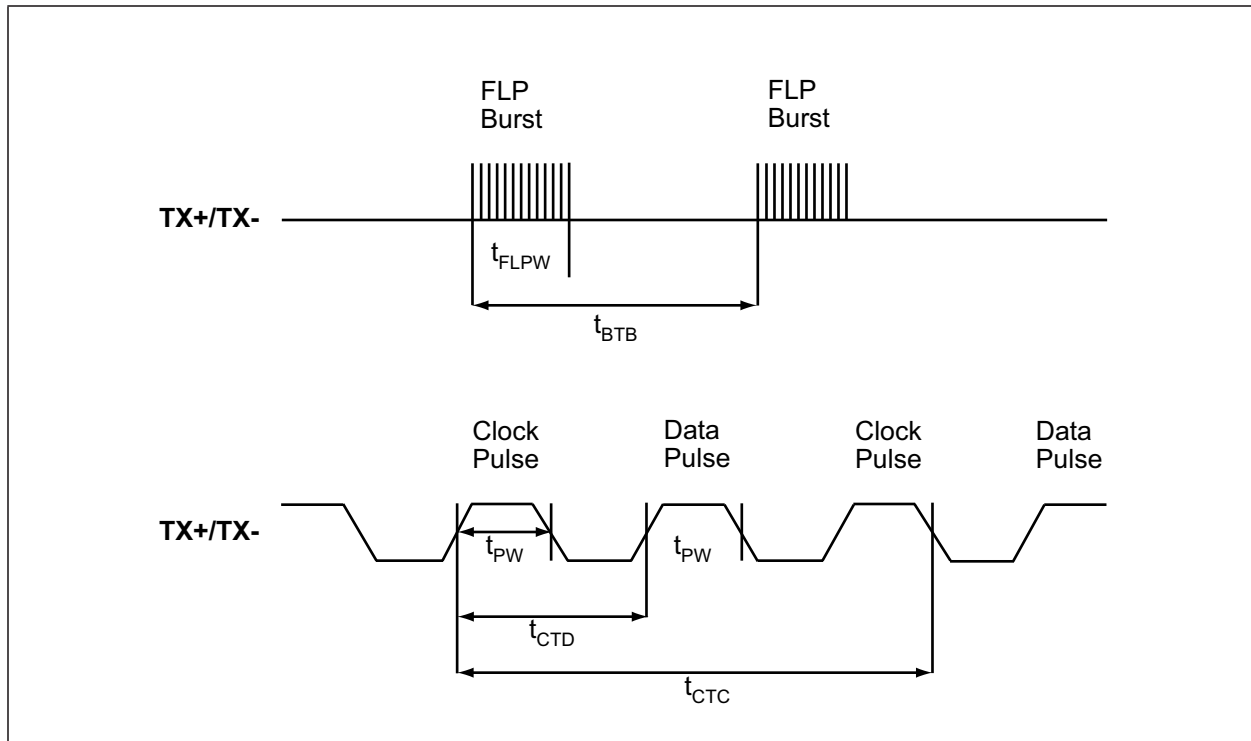 FLP
Burst
FLP
Burst
TX+/TX-
tFLPW
tBTB
Clock
Pulse
Data
Pulse
Clock
Pulse
Data
Pulse
TX+/TX-
tPW
tPW
tCTD
tCTC